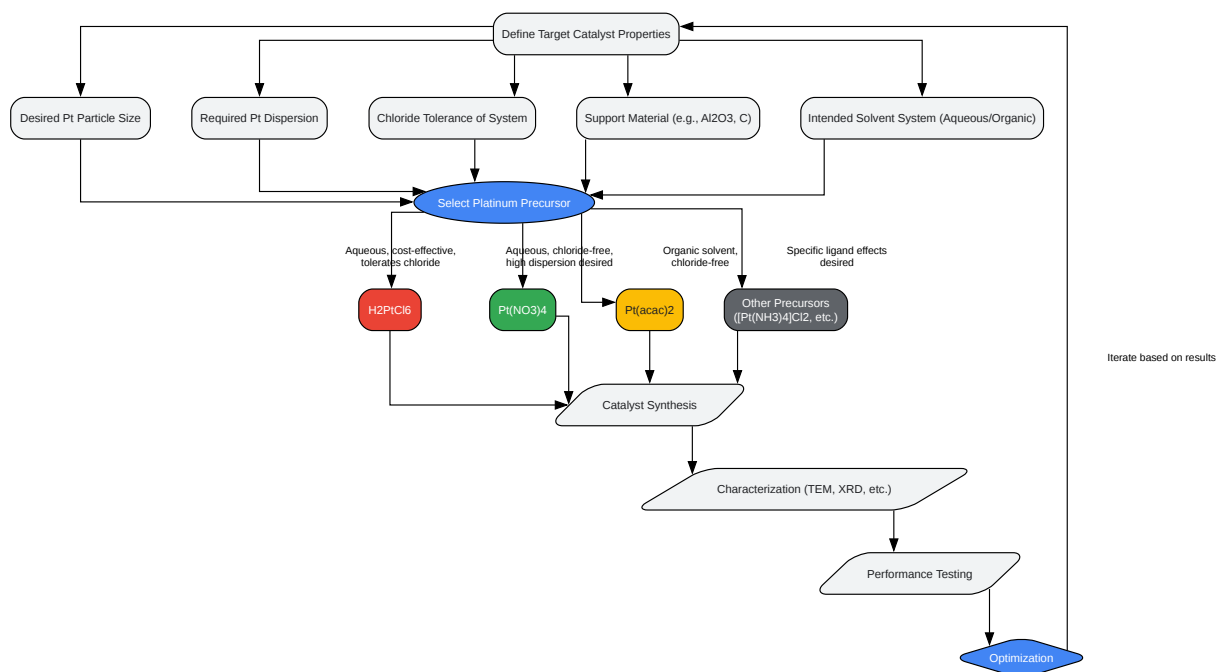 Define Target Catalyst Properties
Desired Pt Particle Size
Required Pt Dispersion
Chloride Tolerance of System
Support Material (e.g., Al2O3, C)
Intended Solvent System (Aqueous/Organic)
Select Platinum Precursor
Aqueous, cost-effective,
tolerates chloride
Aqueous, chloride-free,
high dispersion desired
Organic solvent,
chloride-free
Specific ligand effects
desired
H2PtCl6
Pt(NO3)4
Pt(acac)2
Other Precursors
([Pt(NH3)4]Cl2, etc.)
Iterate based on results
Catalyst Synthesis
Characterization (TEM, XRD, etc.)
Performance Testing
Optimization